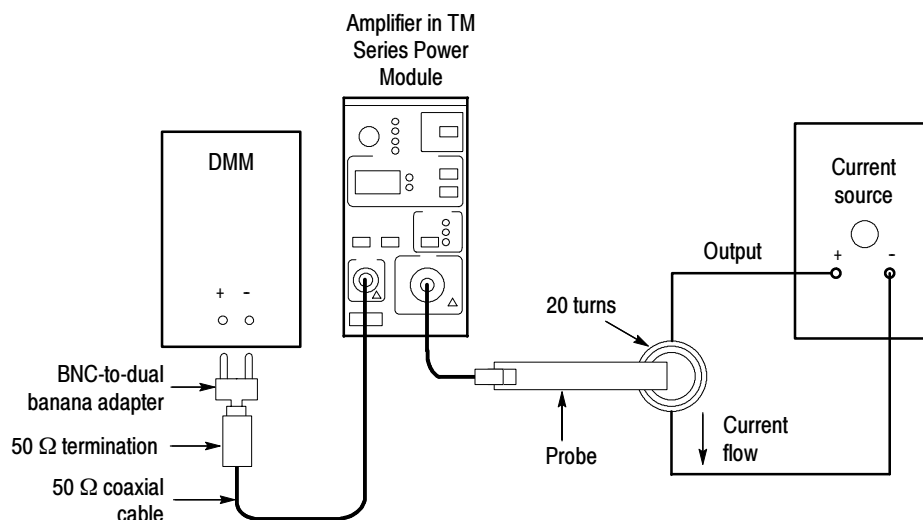 Amplifier in TM
Series Power
Module
DMM
+ -
BNC-to-dual
banana adapter
50 Ω termination
50 Ω coaxial
cable
Current
source
+ -
Output
20 turns
Probe
Current
flow